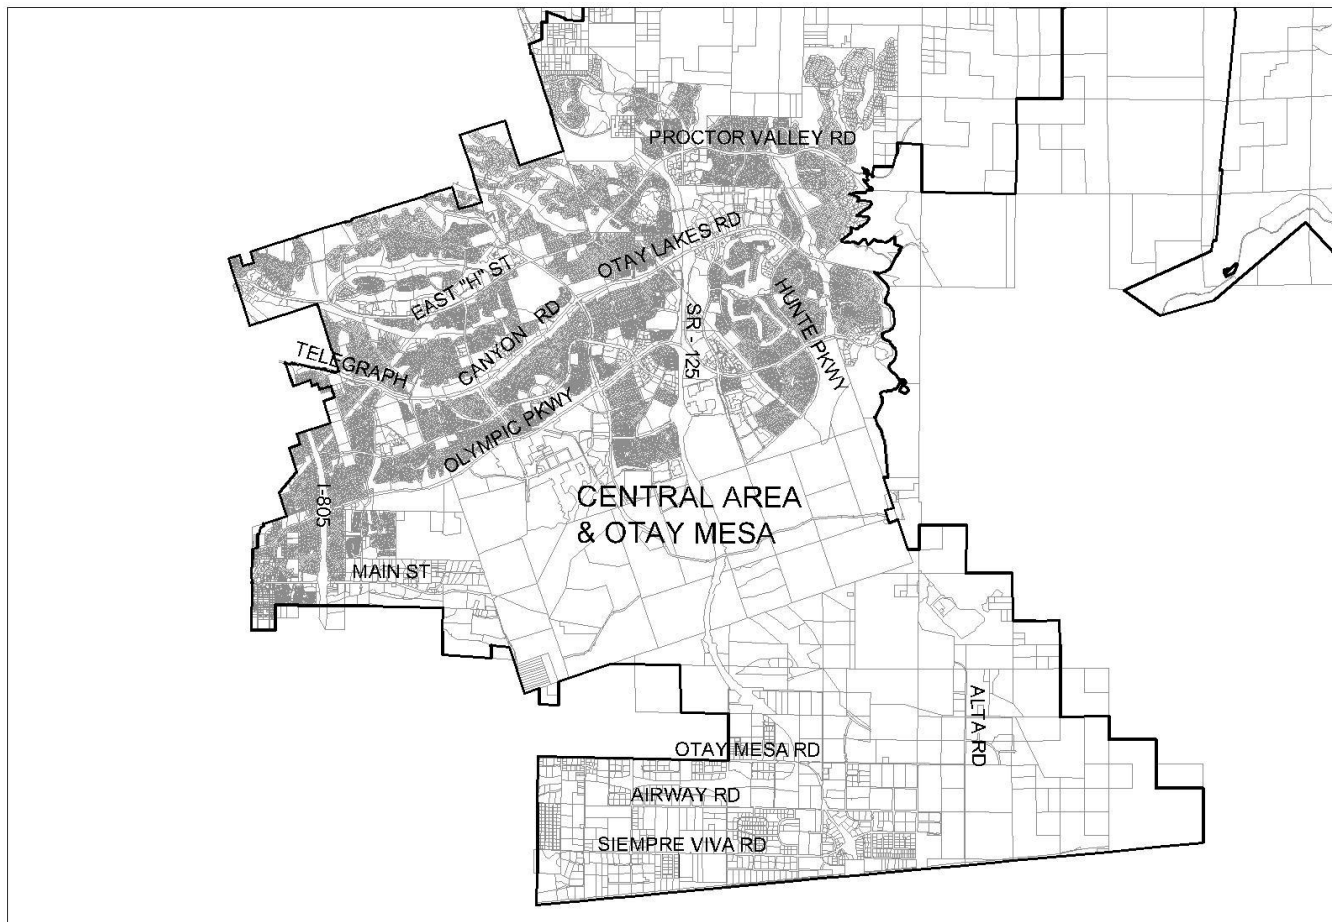 PROCTOR VALLEY RD
OTAY LAKES RD
EAST "H" ST
HUNTE PKWY
SR - 125
TELEGRAPH
CANYON RD
OLYMPIC PKWY
I-805
CENTRAL AREA
& OTAY MESA
MAIN ST
ALTA RD
OTAY MESA RD
AIRWAY RD
SIEMPRE VIVA RD